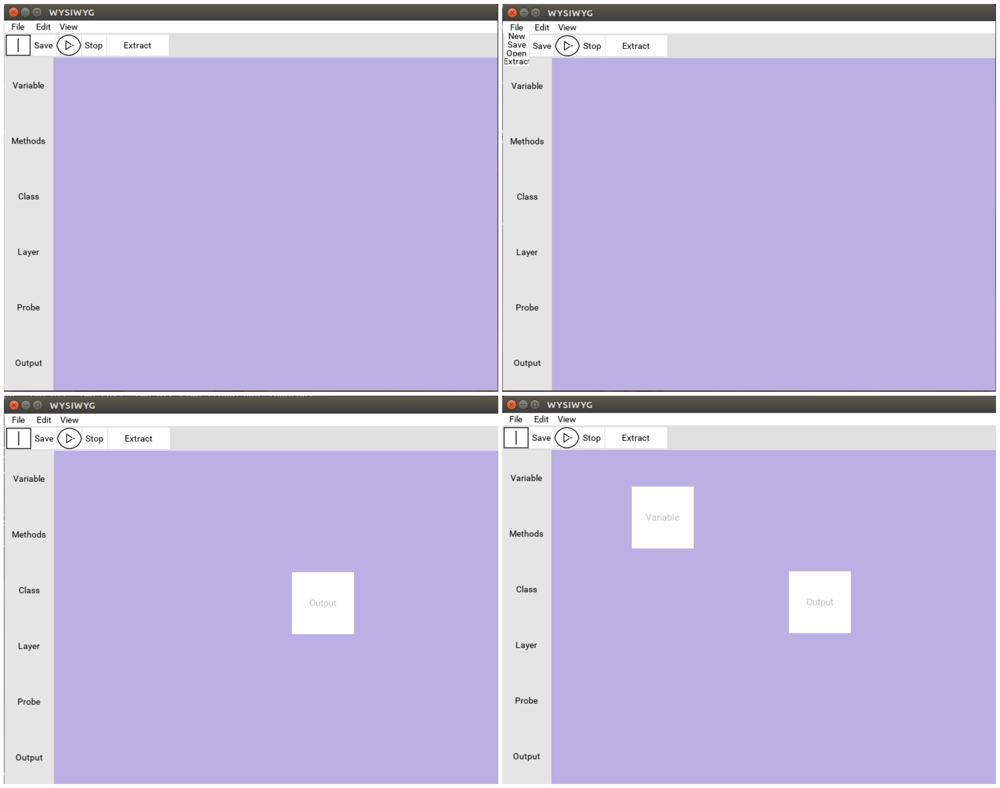 WYSIWYG
File Edit View
Save Stop Extract
Variable
Methods
Class
Layer
Probe
Output
WYSIWYG
File Edit View
New
Save
Open
Extract
Save Stop Extract
Variable
Methods
Class
Layer
Probe
Output
WYSIWYG
File Edit View
Save Stop Extract
Variable
Methods
Class
Layer
Probe
Output
Output
WYSIWYG
File Edit View
Save Stop Extract
Variable
Methods
Class
Layer
Probe
Output
Variable
Output